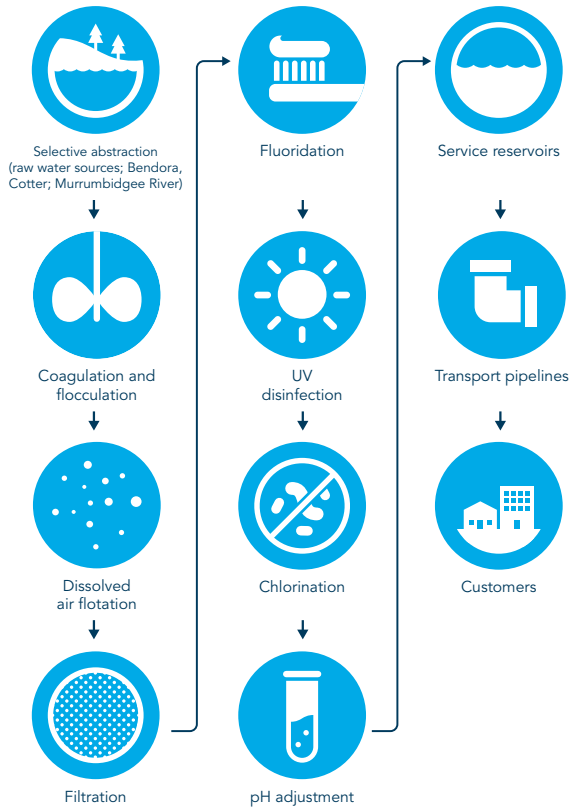 Selective abstraction
(raw water sources; Bendora,
Cotter; Murrumbidgee River)
Coagulation and
flocculation
Dissolved
air flotation
Filtration
Fluoridation
UV
disinfection
Chlorination
pH adjustment
Service reservoirs
Transport pipelines
Customers